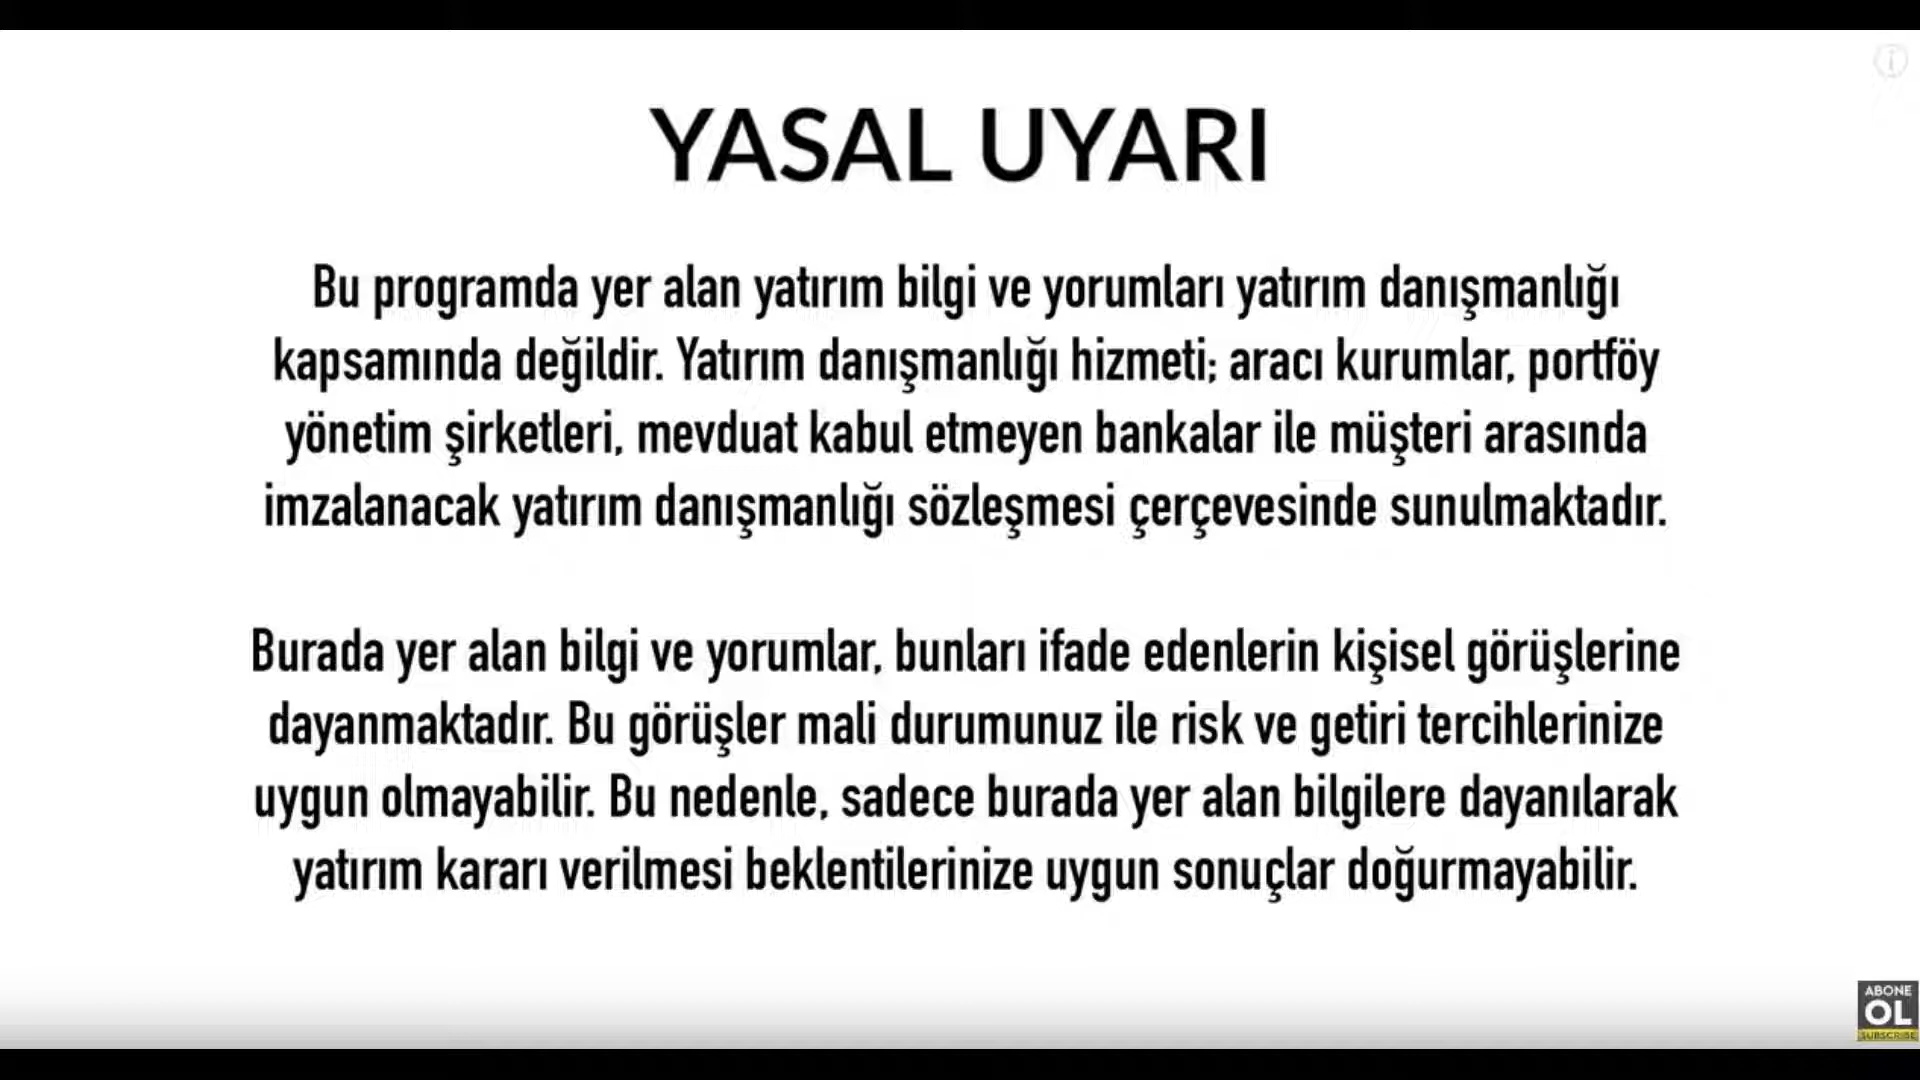 YASAL UYARI
Bu programda yer alan yatırım bilgi ve yorumları yatırım danışmanlığı
kapsamında değildir. Yatırım danışmanlığı hizmeti; aracı kurumlar, portföy
yönetim şirketleri, mevduat kabul etmeyen bankalar ile müşteri arasında
imzalanacak yatırım danışmanlığı sözleşmesi çerçevesinde sunulmaktadır.
Burada yer alan bilgi ve yorumlar, bunları ifade edenlerin kişisel görüşlerine
dayanmaktadır. Bu görüşler mali durumunuz ile risk ve getiri tercihlerinize
uygun olmayabilir. Bu nedenle, sadece burada yer alan bilgilere dayanılarak
yatırım kararı verilmesi beklentilerinize uygun sonuçlar doğurmayabilir.
ABONE
OL
SUBSCRIBE